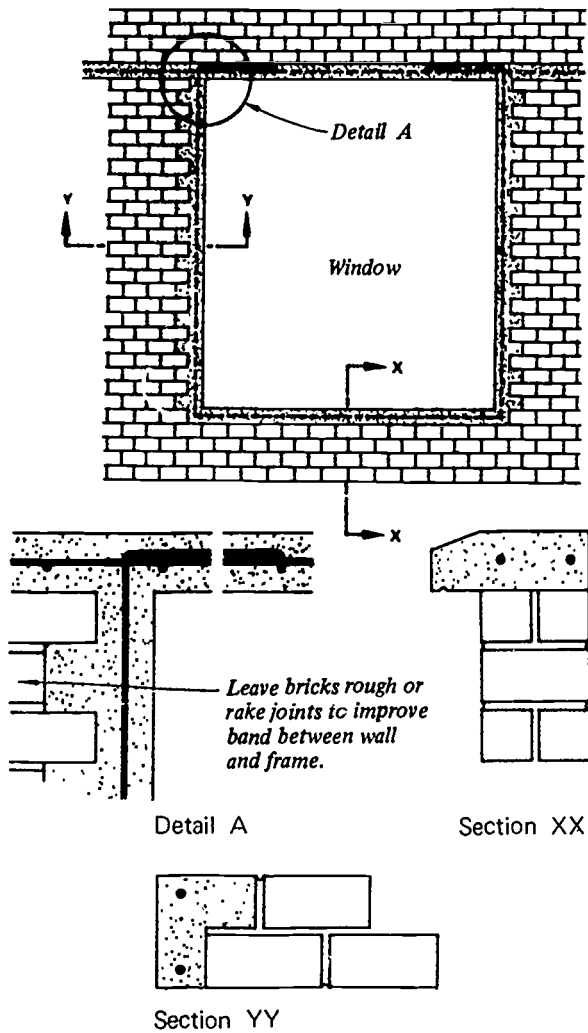 Detail A
Y Y
Window
X
X
Leave bricks rough or
rake joints to improve
band between wall
and frame.
Detail A
Section XX
Section YY